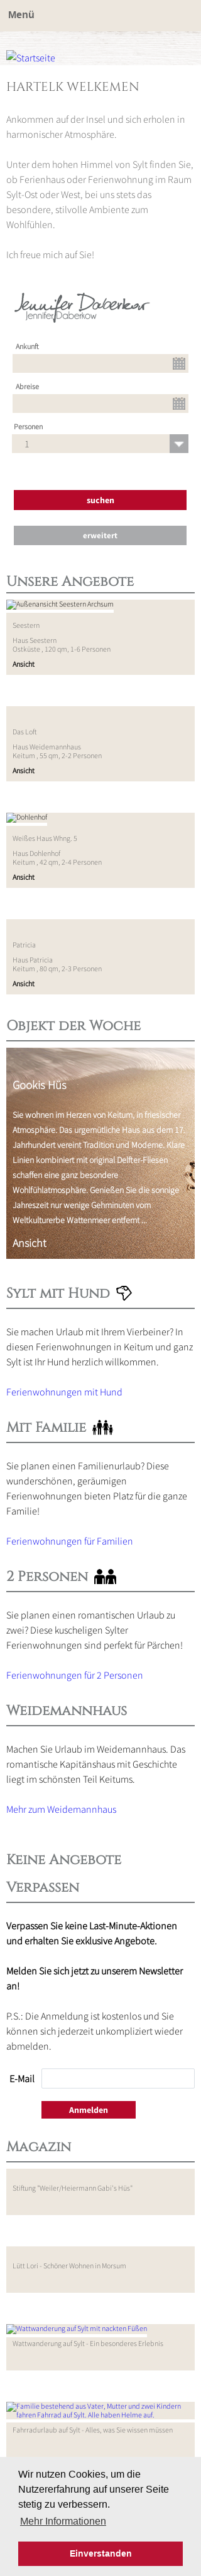 Menü
Startseite
Hartelk welkemen
Ankommen auf der Insel und sich erholen in
harmonischer Atmosphäre.
Unter dem hohen Himmel von Sylt finden Sie,
ob Ferienhaus oder Ferienwohnung im Raum
Sylt-Ost oder West, bei uns stets das
besondere, stilvolle Ambiente zum
Wohlfühlen.
Ich freue mich auf Sie!
Jennifer Daberkow
Jennifer Daberkow
Ankunft
Abreise
Personen
1
suchen
erweitert
Unsere Angebote
Außenansicht Seestern Archsum
Seestern
Haus Seestern
Ostküste , 120 qm, 1-6 Personen
Ansicht
Das Loft
Haus Weidemannhaus
Keitum , 55 qm, 2-2 Personen
Ansicht
Dohlenhof
Weißes Haus Whng. 5
Haus Dohlenhof
Keitum , 42 qm, 2-4 Personen
Ansicht
Patricia
Haus Patricia
Keitum , 80 qm, 2-3 Personen
Ansicht
Objekt der Woche
Gookis Hüs
Sie wohnen im Herzen von Keitum, in friesischer
Atmosphäre. Das urgemütliche Haus aus dem 17.
Jahrhundert vereint Tradition und Moderne. Klare
Linien kombiniert mit original Delfter-Fliesen
schaffen eine ganz besondere
Wohlfühlatmosphäre. Genießen Sie die sonnige
Jahreszeit nur wenige Gehminuten vom
Weltkulturerbe Wattenmeer entfernt ...
Ansicht
Sylt mit Hund
Sie machen Urlaub mit Ihrem Vierbeiner? In
diesen Ferienwohnungen in Keitum und ganz
Sylt ist Ihr Hund herzlich willkommen.
Ferienwohnungen mit Hund
Mit Familie
Sie planen einen Familienurlaub? Diese
wunderschönen, geräumigen
Ferienwohnungen bieten Platz für die ganze
Familie!
Ferienwohnungen für Familien
2 Personen
Sie planen einen romantischen Urlaub zu
zwei? Diese kuscheligen Sylter
Ferienwohnungen sind perfekt für Pärchen!
Ferienwohnungen für 2 Personen
Weidemannhaus
Machen Sie Urlaub im Weidemannhaus. Das
romantische Kapitänshaus mit Geschichte
liegt im schönsten Teil Keitums.
Mehr zum Weidemannhaus
Keine Angebote
Verpassen
Verpassen Sie keine Last-Minute-Aktionen
und erhalten Sie exklusive Angebote.
Melden Sie sich jetzt zu unserem Newsletter
an!
P.S.: Die Anmeldung ist kostenlos und Sie
können sich jederzeit unkompliziert wieder
abmelden.
E-Mail
Anmelden
Magazin
Stiftung "Weiler/Heiermann Gabi's Hüs"
Lütt Lori - Schöner Wohnen in Morsum
Wattwanderung auf Sylt mit nackten Füßen
Wattwanderung auf Sylt - Ein besonderes Erlebnis
Familie bestehend aus Vater, Mutter und zwei Kindern
fahren Fahrrad auf Sylt. Alle haben Helme auf.
Fahrradurlaub auf Sylt - Alles, was Sie wissen müssen
Wir nutzen Cookies, um die
Nutzererfahrung auf unserer Seite
stetig zu verbessern.
Mehr Informationen
Einverstanden